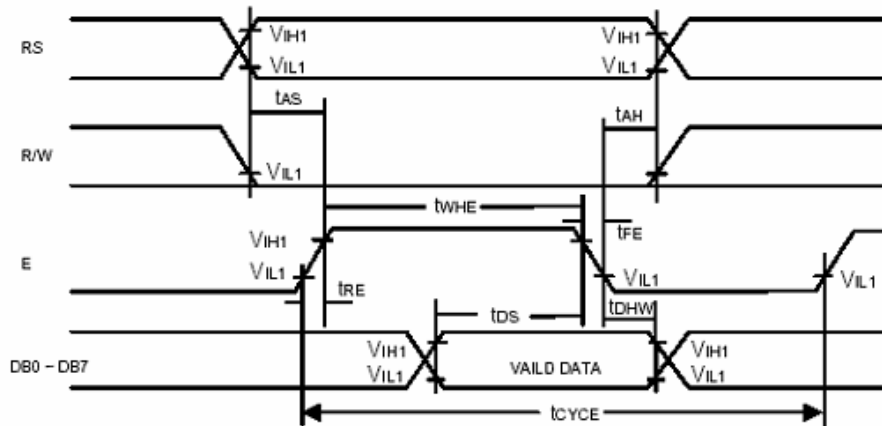 RS
VIH1 VIH1
VIL1 VIL1
tAS tAH
R/W
VIL1
tWHE
VIH1 tFE
E
VIL1 VIL1 VIL1
tRE
tDS tDHW
DB0 – DB7
VIH1 VIH1
VIL1 VAILD DATA VIL1
tCYCE